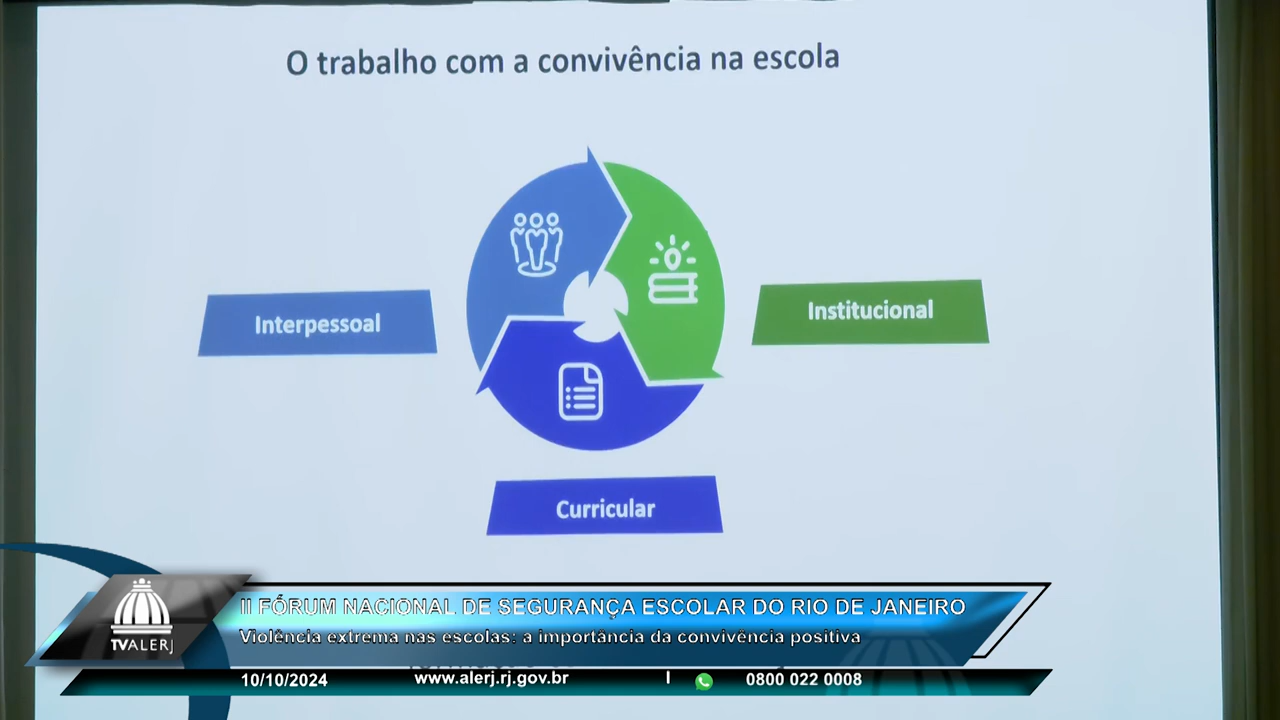 O trabalho com a convivência na escola
Interpessoal
Institucional
Curricular
II FÓRUM NACIONAL DE SEGURANÇA ESCOLAR DO RIO DE JANEIRO
Violência extrema nas escolas: a importância da convivência positiva
TVALERJ
10/10/2024 www.alerj.rj.gov.br | 0800 022 0008